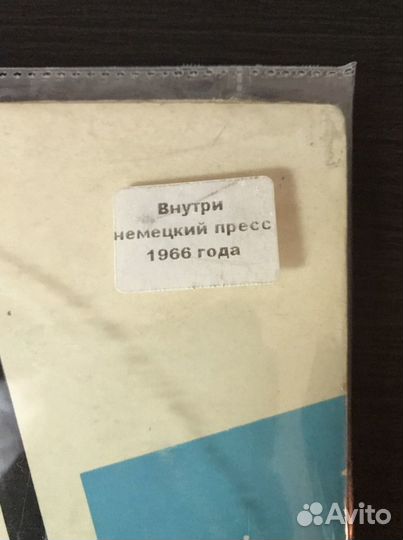 Внутри
немецкий пресс
1966 года
Avito